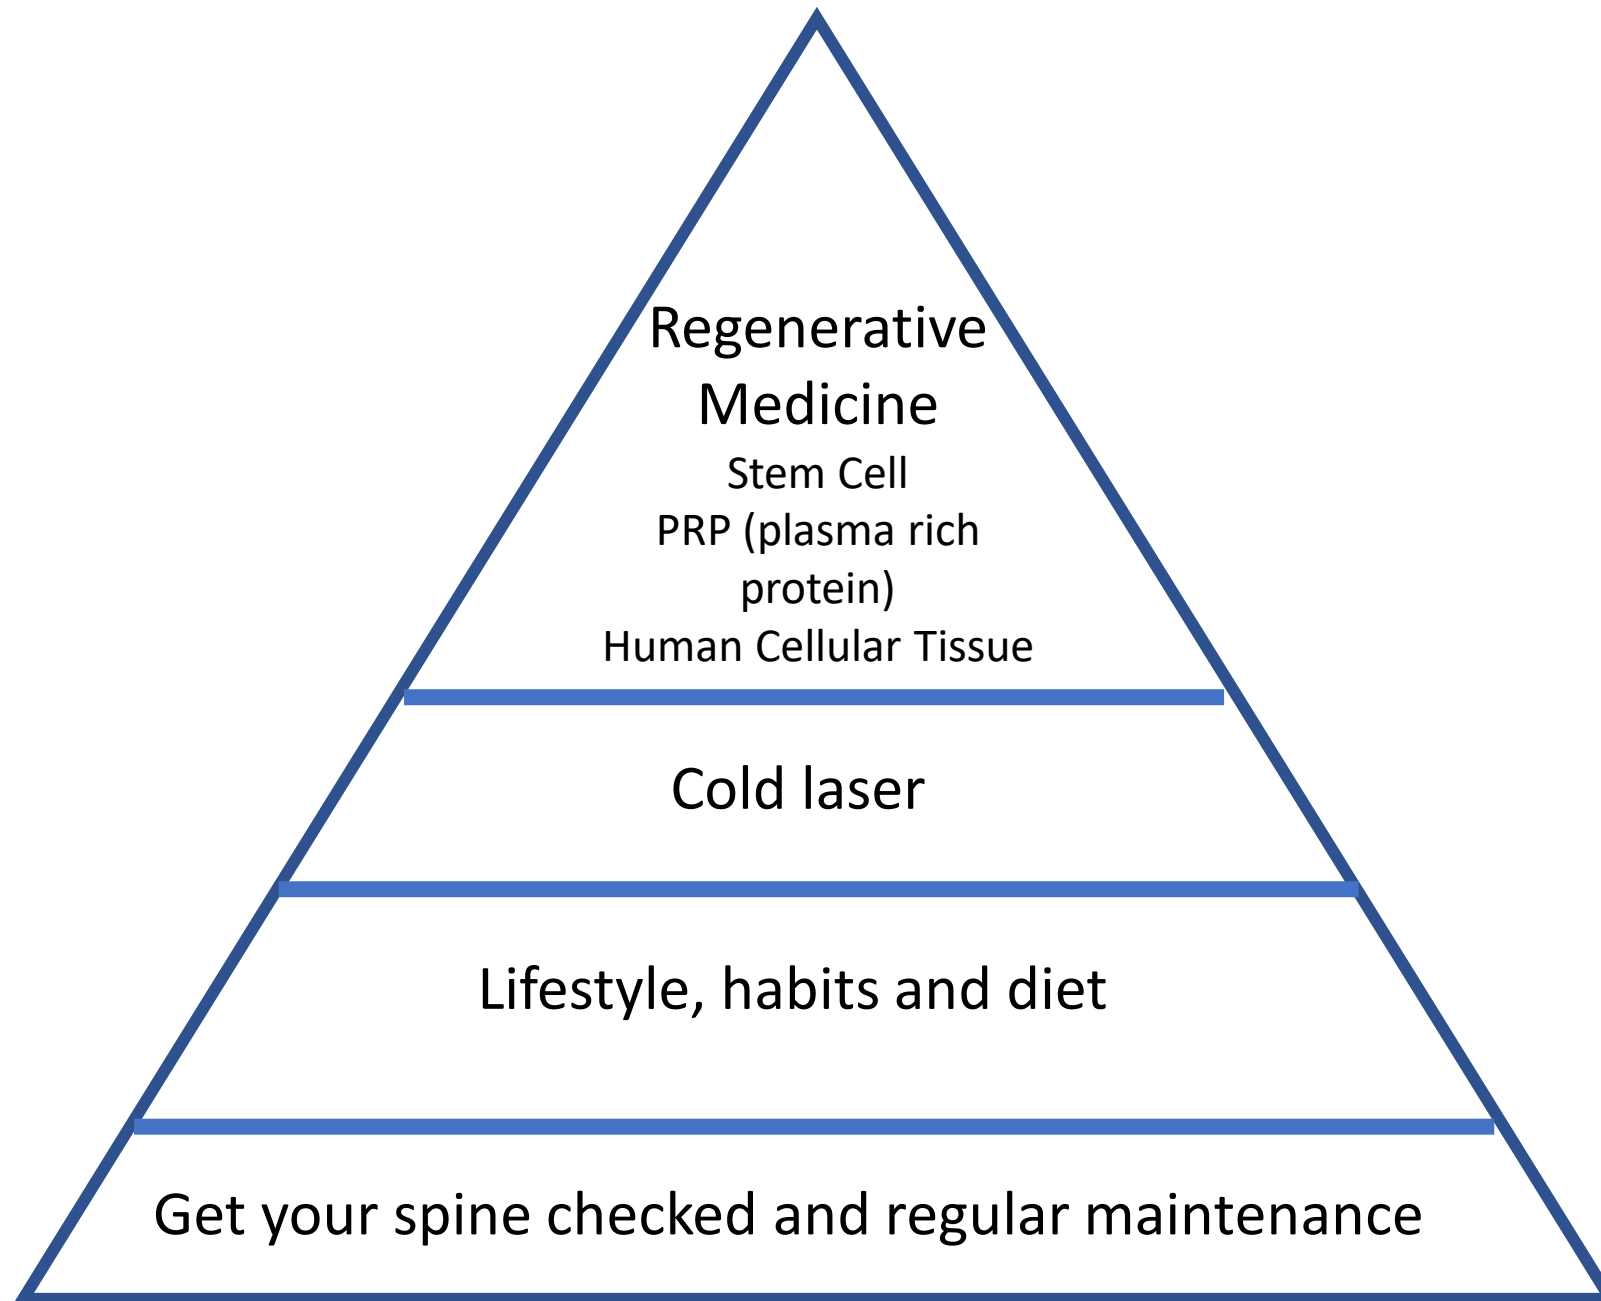 Regenerative
Medicine
Stem Cell
PRP (plasma rich
protein)
Human Cellular Tissue
Cold laser
Lifestyle, habits and diet
Get your spine checked and regular maintenance